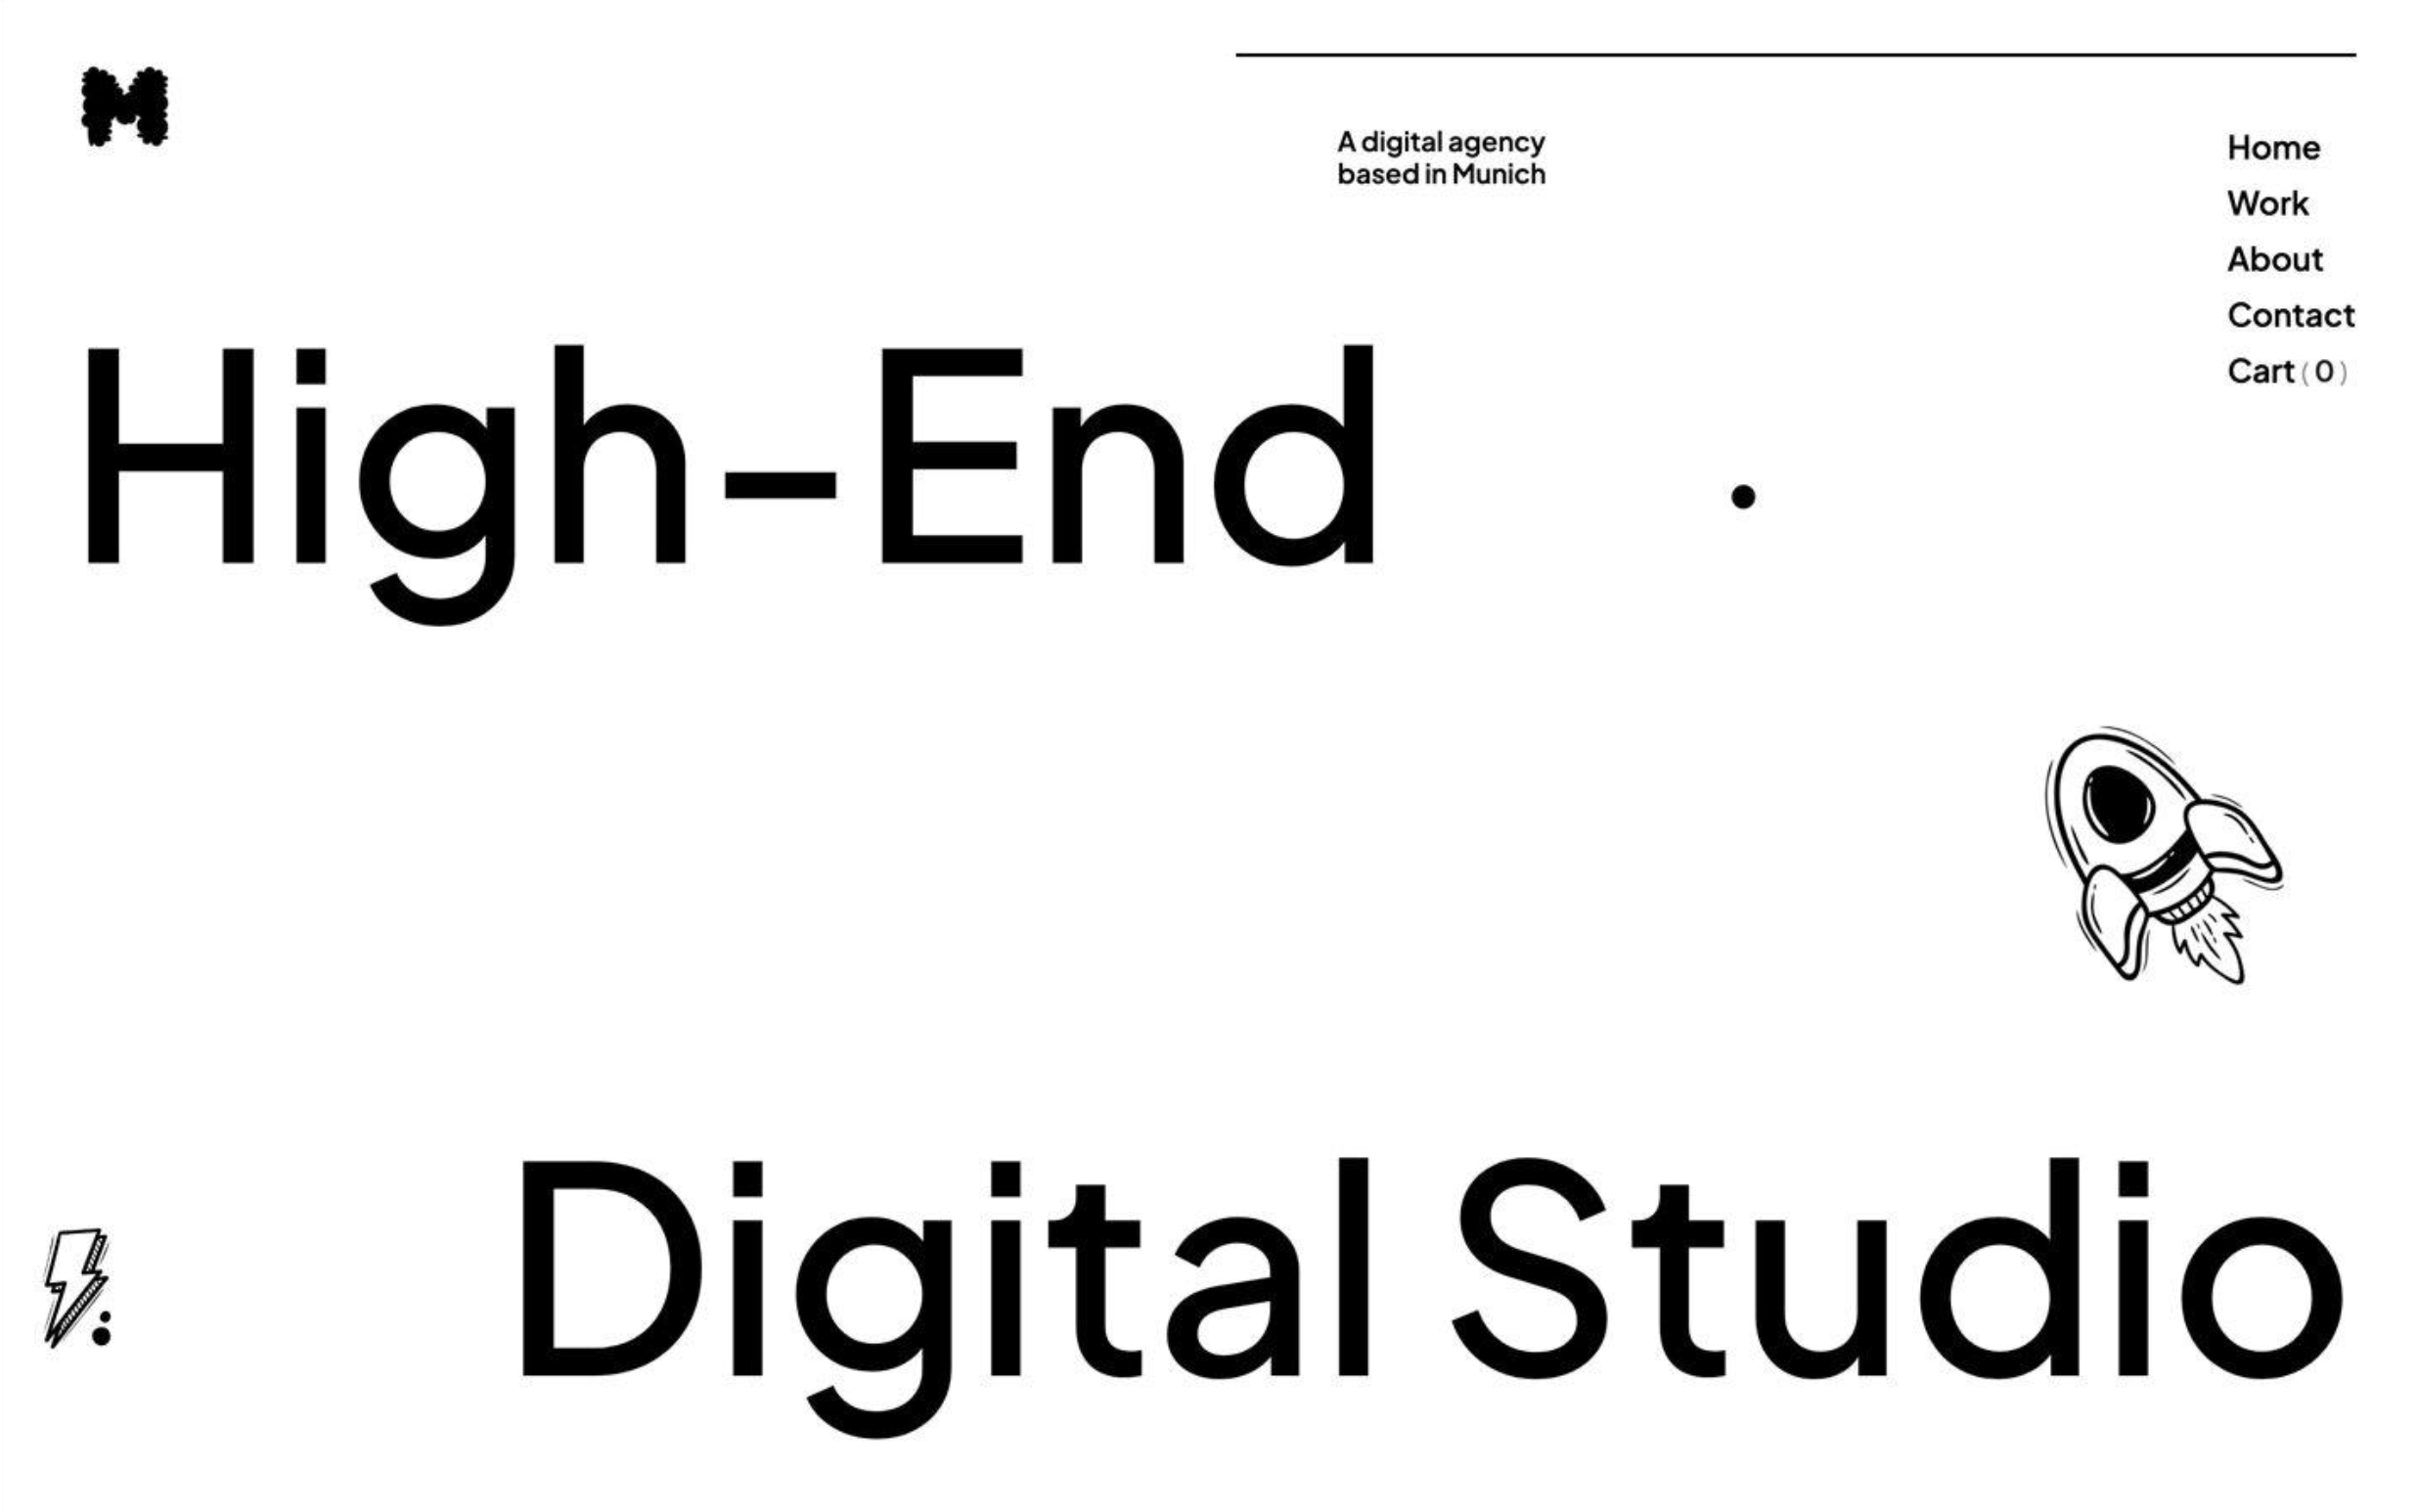 M
A digital agency
based in Munich
Home
Work
About
Contact
Cart ( 0 )
High-End
Digital Studio